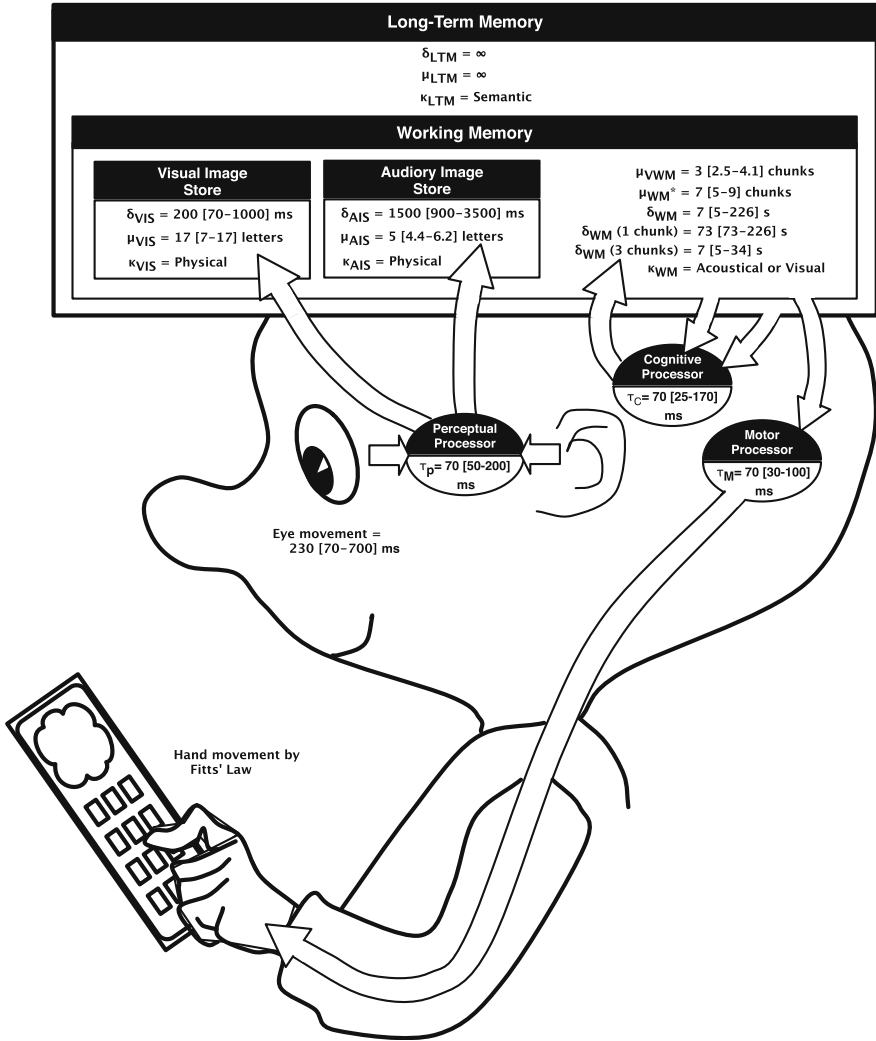 Long-Term Memory
δLTM = ∞
μLTM = ∞
κLTM = Semantic
Working Memory
Visual Image
Store
δVIS = 200 [70–1000] ms
μVIS = 17 [7–17] letters
κVIS = Physical
Audiory Image
Store
δAIS = 1500 [900–3500] ms
μAIS = 5 [4.4–6.2] letters
κAIS = Physical
μVWM = 3 [2.5–4.1] chunks
μWM* = 7 [5–9] chunks
δWM = 7 [5–226] s
δWM (1 chunk) = 73 [73–226] s
δWM (3 chunks) = 7 [5–34] s
κWM = Acoustical or Visual
Cognitive
Processor
τC= 70 [25-170]
ms
Perceptual
Processor
τp= 70 [50-200]
ms
Motor
Processor
τM= 70 [30-100]
ms
Eye movement =
230 [70–700] ms
Hand movement by
Fitts' Law